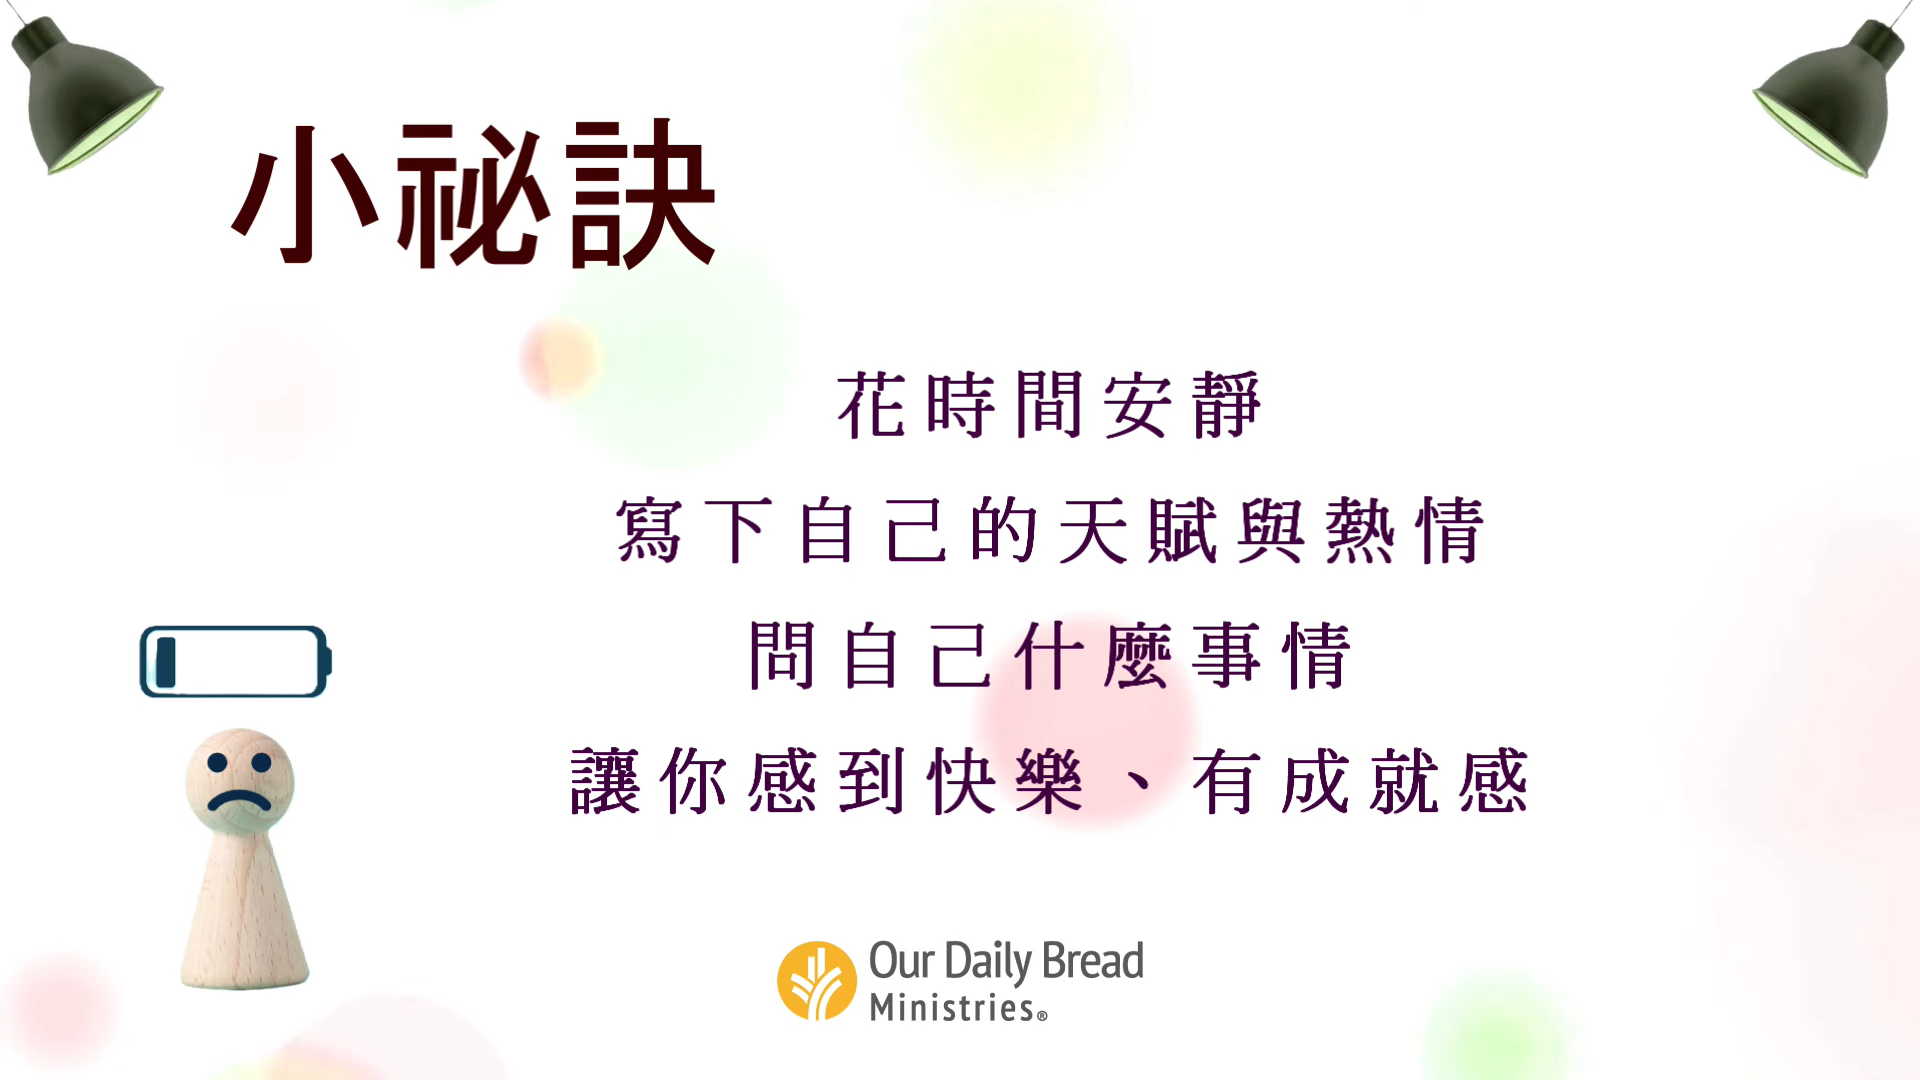 小祕訣
花時間安靜
寫下自己的天賦與熱情
問自己什麼事情
讓你感到快樂、有成就感
Our Daily Bread
Ministries®